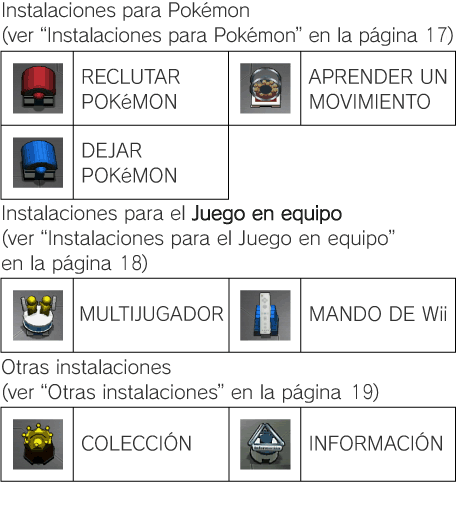 Instalaciones para Pokémon
(ver “Instalaciones para Pokémon” en la página 17)
RECLUTAR
POKéMON
APRENDER UN
MOVIMIENTO
DEJAR
POKéMON
Instalaciones para el Juego en equipo
(ver “Instalaciones para el Juego en equipo”
en la página 18)
MULTIJUGADOR
MANDO DE Wii
Otras instalaciones
(ver “Otras instalaciones” en la página 19)
COLECCIÓN
INFORMACIÓN